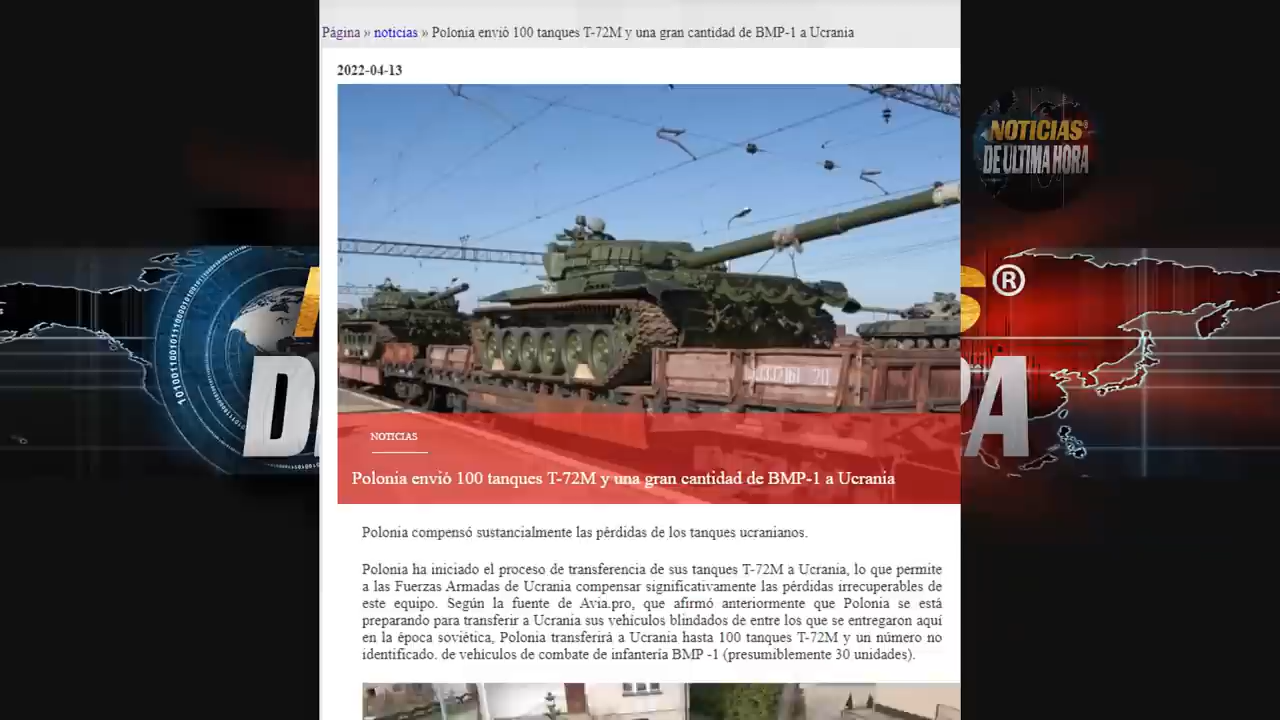 Página » noticias » Polonia envió 100 tanques T-72M y una gran cantidad de BMP-1 a Ucrania
2022-04-13
NOTICIAS®
DE ULTIMA HORA
®
NOTICIAS
Polonia envió 100 tanques T-72M y una gran cantidad de BMP-1 a Ucrania
Polonia compensó sustancialmente las pérdidas de los tanques ucranianos.
Polonia ha iniciado el proceso de transferencia de sus tanques T-72M a Ucrania, lo que permite
a las Fuerzas Armadas de Ucrania compensar significativamente las pérdidas irrecuperables de
este equipo. Según la fuente de Avia.pro, que afirmó anteriormente que Polonia se está
preparando para transferir a Ucrania sus vehículos blindados de entre los que se entregaron aquí
en la época soviética, Polonia transferirá a Ucrania hasta 100 tanques T-72M y un número no
identificado. de vehículos de combate de infantería BMP -1 (presumiblemente 30 unidades).